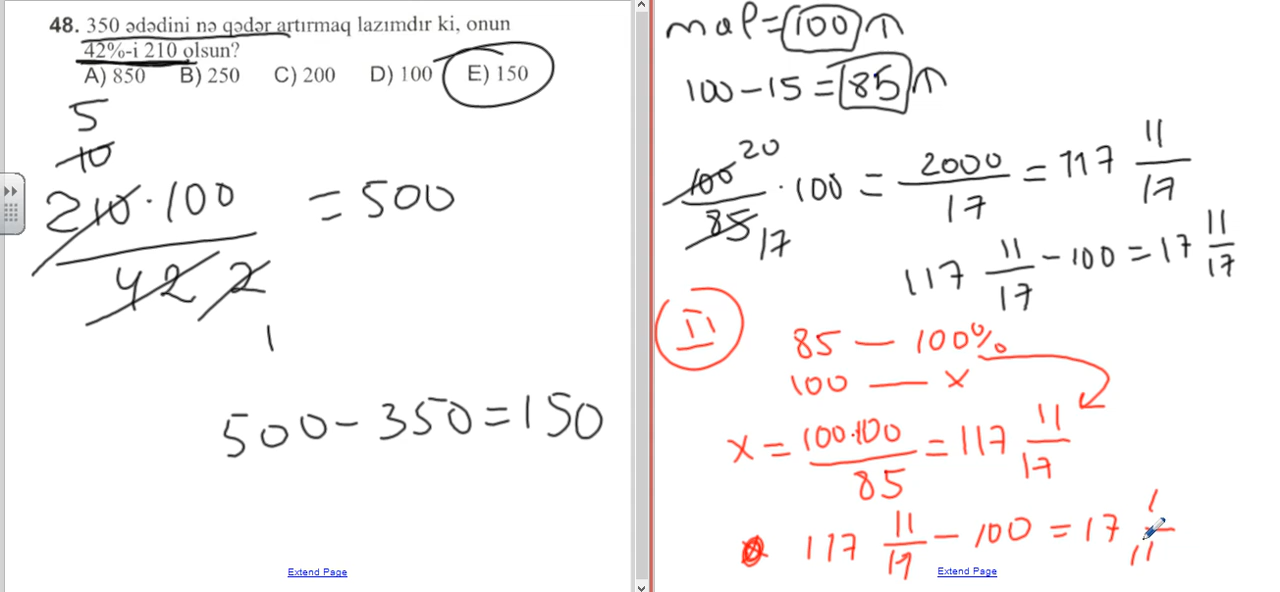 48. 350 ədədini nə qədər artırmaq lazımdır ki, onun
42%-i 210 olsun?
A) 850 B) 250 C) 200 D) 100 E) 150
5
10
210 · 100 / 42 2 = 500
1
500 - 350 = 150
Extend Page
mal = 100 m
100 - 15 = 85 m
100 20 / 85 17 · 100 = 2000/17 = 117 11/17
117 11/17 - 100 = 17 11/17
II
85 — 100%
100 — x
x = 100·100/85 = 117 11/17
117 11/17 - 100 = 17
Extend Page